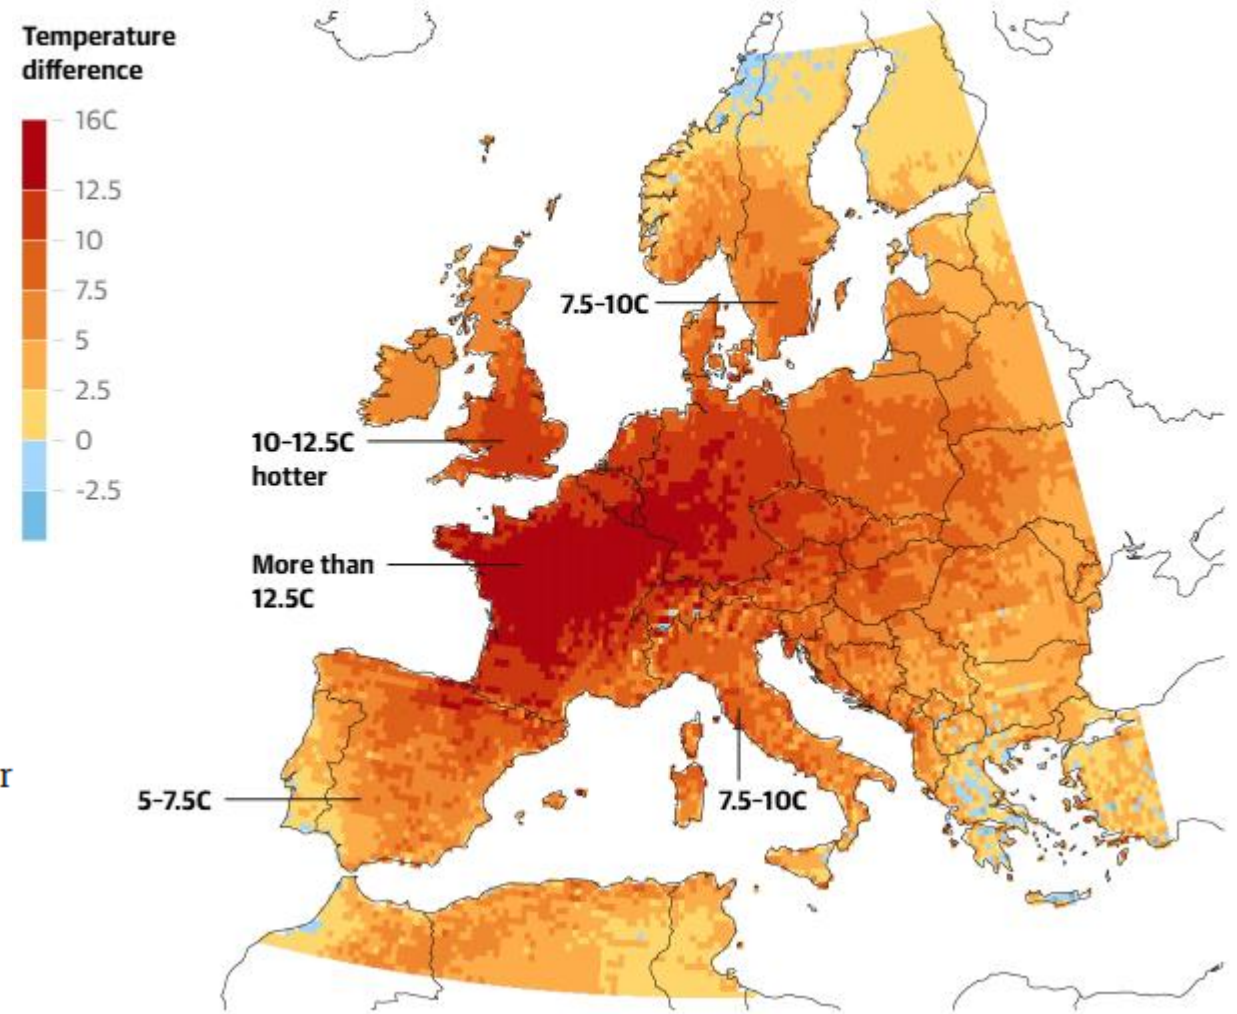 Temperature
difference
16C
12.5
10
7.5
5
2.5
0
-2.5
7.5-10C
10-12.5C
hotter
More than
12.5C
r
5-7.5C
7.5-10C